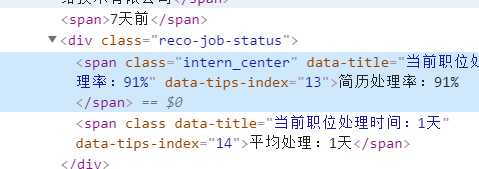 <span>7天前</span>
<div class="reco-job-status">
<span class="intern_center" data-title="当前职位处
理率：91%" data-tips-index="13">简历处理率：91%
</span> == $0
<span class data-title="当前职位处理时间：1天"
data-tips-index="14">平均处理：1天</span>
</div>